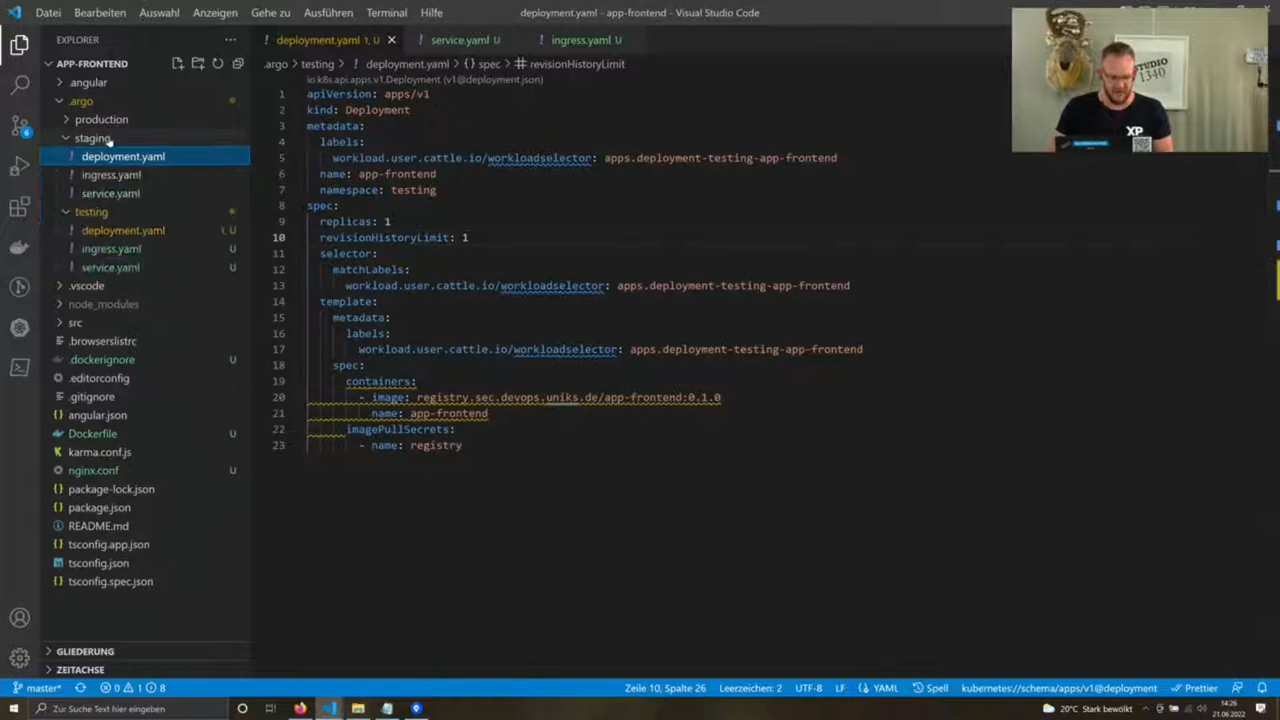 Datei Bearbeiten Auswahl Anzeigen Gehe zu Ausführen Terminal Hilfe deployment.yaml - app-frontend - Visual Studio Code
EXPLORER
APP-FRONTEND
.angular
.argo
production
staging
deployment.yaml
ingress.yaml
service.yaml
testing
deployment.yaml 1, U
ingress.yaml U
service.yaml U
.vscode
node_modules
src
.browserslistrc
.dockerignore U
.editorconfig
.gitignore
angular.json
Dockerfile U
karma.conf.js
nginx.conf U
package-lock.json
package.json
README.md
tsconfig.app.json
tsconfig.json
tsconfig.spec.json
GLIEDERUNG
ZEITACHSE
deployment.yaml 1, U service.yaml U ingress.yaml U
.argo > testing > deployment.yaml > {} spec > revisionHistoryLimit
io.k8s.api.apps.v1.Deployment (v1@deployment.json)
1 apiVersion: apps/v1
2 kind: Deployment
3 metadata:
4 labels:
5 workload.user.cattle.io/workloadselector: apps.deployment-testing-app-frontend
6 name: app-frontend
7 namespace: testing
8 spec:
9 replicas: 1
10 revisionHistoryLimit: 1
11 selector:
12 matchLabels:
13 workload.user.cattle.io/workloadselector: apps.deployment-testing-app-frontend
14 template:
15 metadata:
16 labels:
17 workload.user.cattle.io/workloadselector: apps.deployment-testing-app-frontend
18 spec:
19 containers:
20 - image: registry.sec.devops.uniks.de/app-frontend:0.1.0
21 name: app-frontend
22 imagePullSecrets:
23 - name: registry
STUDIO
1340
XP
master* 0 1 8 Zeile 10, Spalte 26 Leerzeichen: 2 UTF-8 LF YAML Spell kubernetes://schema/apps/v1@deployment Prettier
Zur Suche Text hier eingeben 20°C Stark bewölkt 14:26
21.06.2022